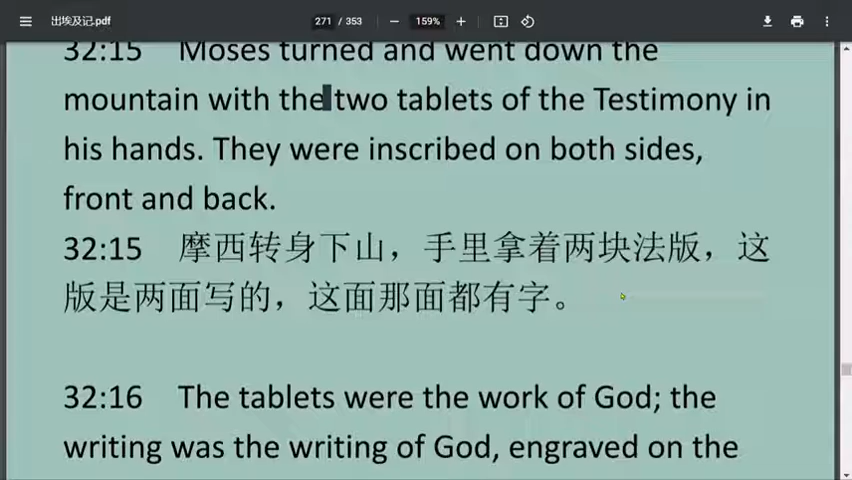 出埃及记.pdf
271 / 353
159%
32:15 Moses turned and went down the
mountain with the two tablets of the Testimony in
his hands. They were inscribed on both sides,
front and back.
32:15 摩西转身下山，手里拿着两块法版，这
版是两面写的，这面那面都有字。
32:16 The tablets were the work of God; the
writing was the writing of God, engraved on the